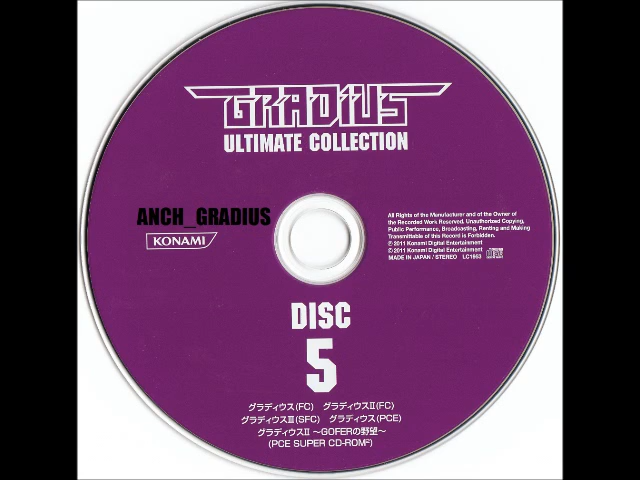 GRADIUS
ULTIMATE COLLECTION
ANCH_GRADIUS
KONAMI
All Rights of the Manufacturer and of the Owner of
the Recorded Work Reserved. Unauthorized Copying,
Public Performance, Broadcasting, Renting and Making
Transmittable of this Record is Forbidden.
℗ 2011 Konami Digital Entertainment
© 2011 Konami Digital Entertainment
MADE IN JAPAN / STEREO LC1953
DISC
5
グラディウス(FC) グラディウスII(FC)
グラディウスIII(SFC) グラディウス(PCE)
グラディウスII ～GOFERの野望～
(PCE SUPER CD-ROM²)